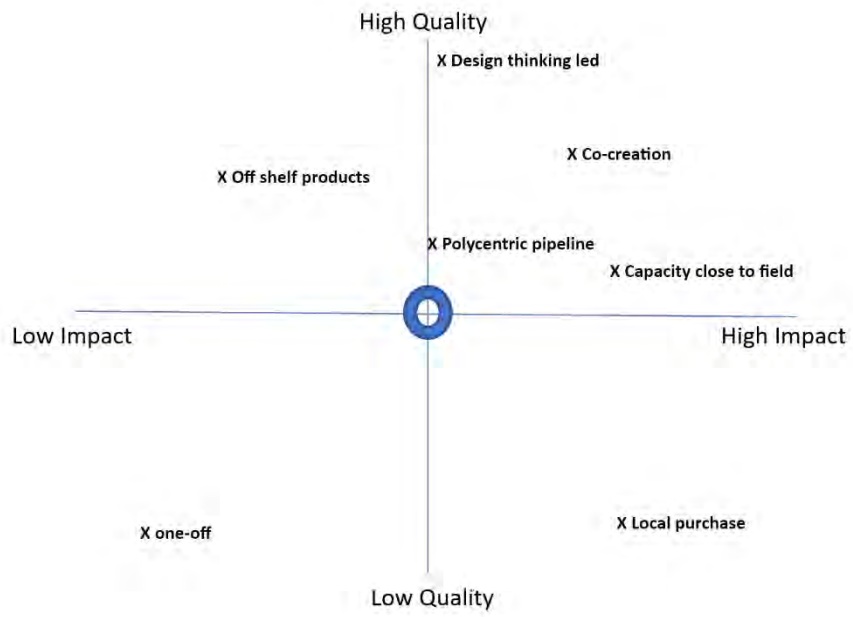 High Quality
X Design thinking led
X Co-creation
X Off shelf products
X Polycentric pipeline
X Capacity close to field
Low Impact
High Impact
X one-off
X Local purchase
Low Quality